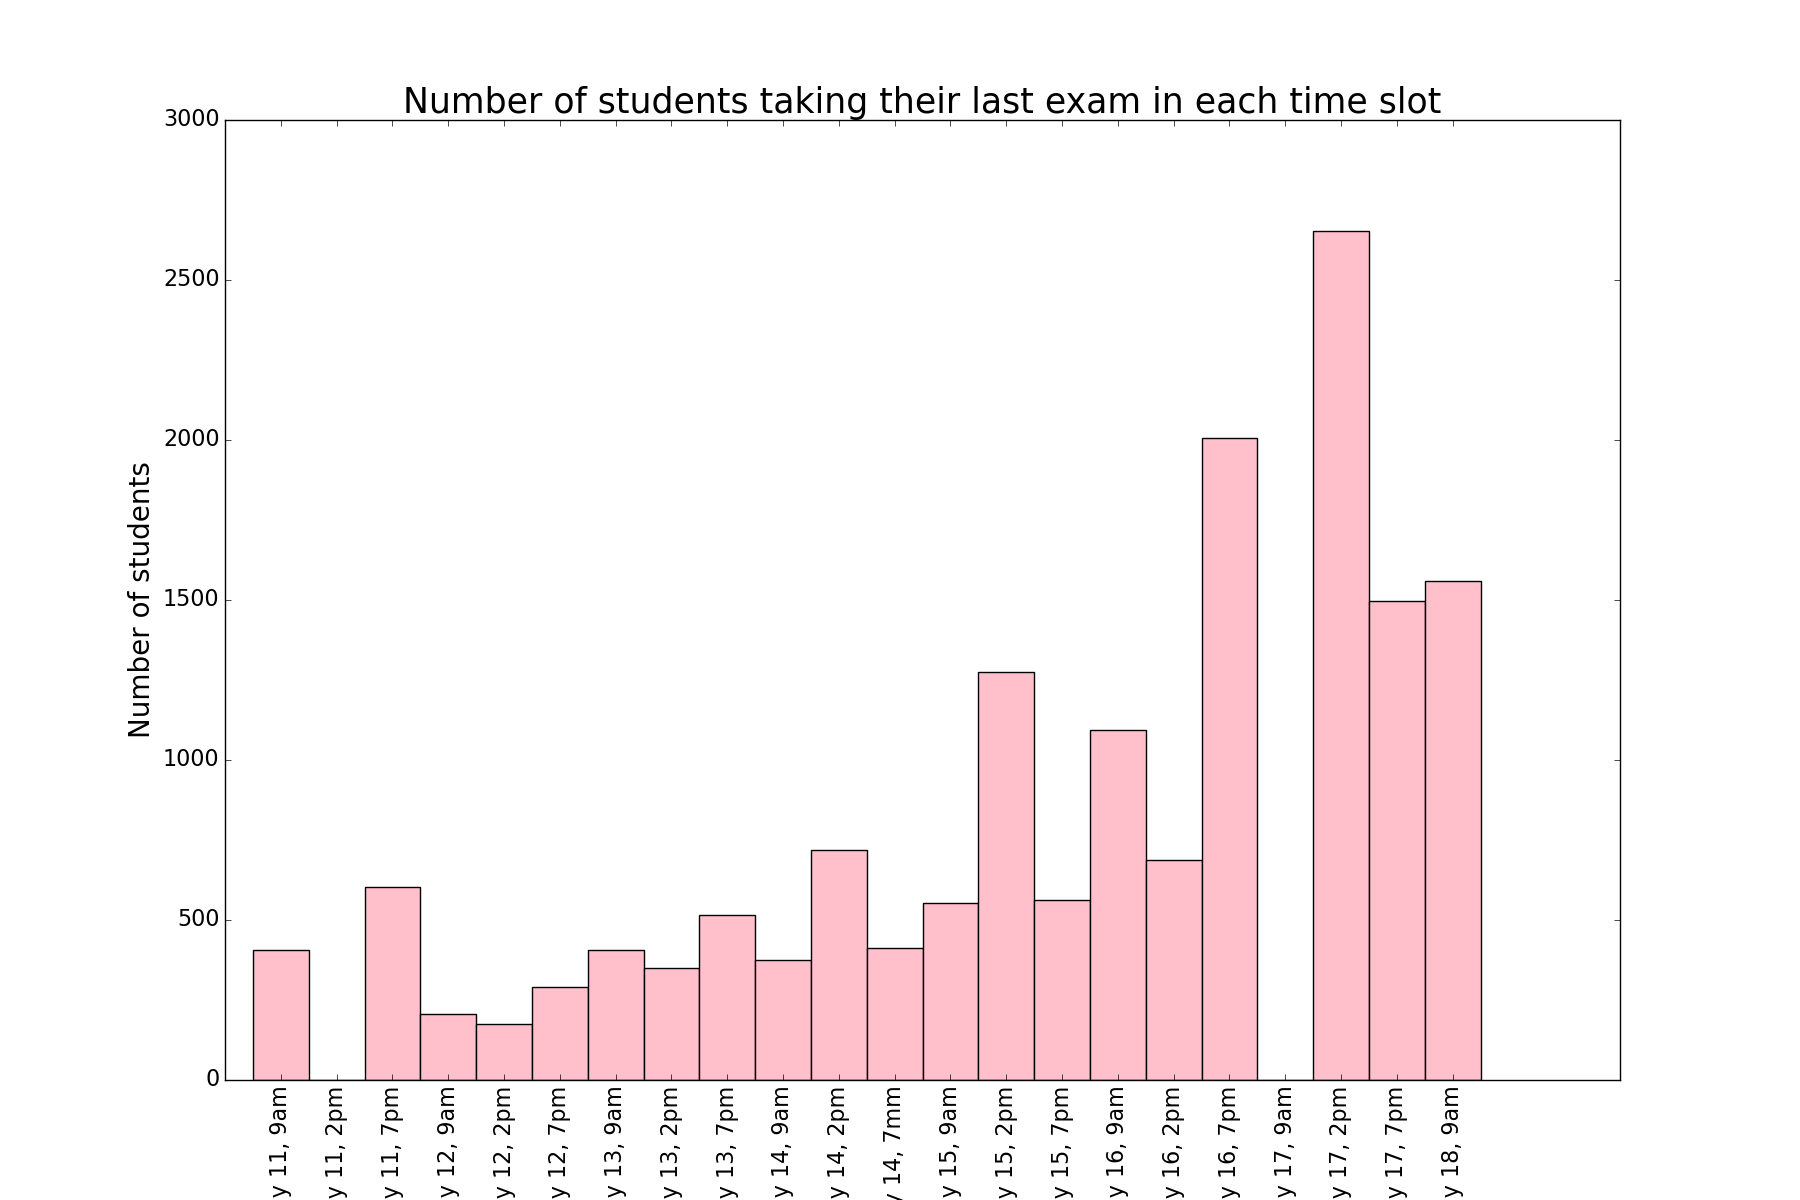 Number of students taking their last exam in each time slot
3000
2500
2000
1500
1000
500
0
Number of students
y 11, 9am
y 11, 2pm
y 11, 7pm
y 12, 9am
y 12, 2pm
y 12, 7pm
y 13, 9am
y 13, 2pm
y 13, 7pm
y 14, 9am
y 14, 2pm
y 14, 7mm
y 15, 9am
y 15, 2pm
y 15, 7pm
y 16, 9am
y 16, 2pm
y 16, 7pm
y 17, 9am
y 17, 2pm
y 17, 7pm
y 18, 9am